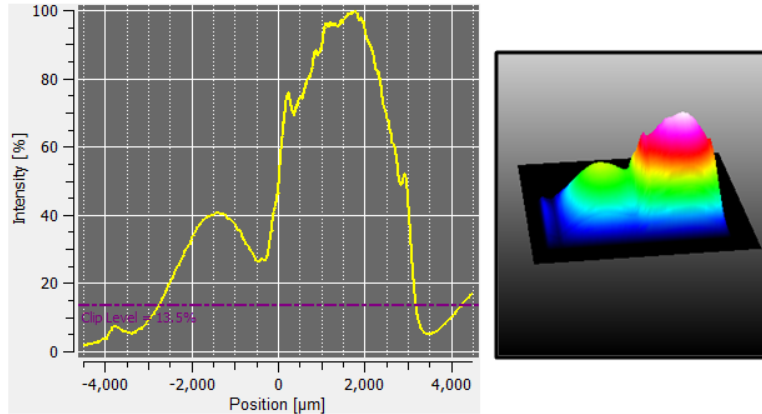 100
80
60
40
20
0
Intensity [%]
Clip Level = 13.5%
-4,000 -2,000 0 2,000 4,000
Position [µm]